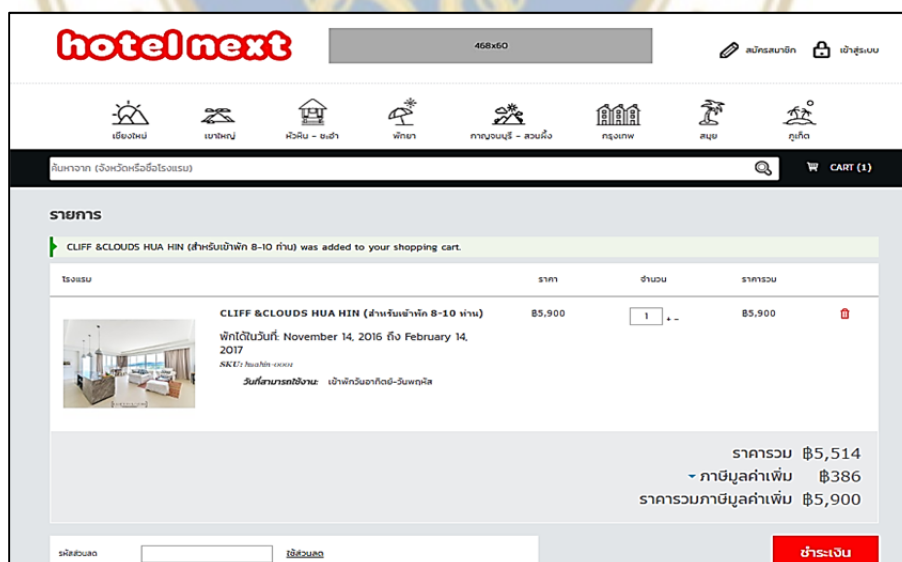 hotel next
468x60
สมัครสมาชิก
เข้าสู่ระบบ
เชียงใหม่
เขาใหญ่
หัวหิน - ชะอำ
พัทยา
กาญจนบุรี - สวนผึ้ง
กรุงเทพ
สมุย
ภูเก็ต
ค้นหาจาก (จังหวัดหรือชื่อโรงแรม)
CART (1)
รายการ
CLIFF &CLOUDS HUA HIN (สำหรับเข้าพัก 8-10 ท่าน) was added to your shopping cart.
โรงแรม ราคา จำนวน ราคารวม
CLIFF &CLOUDS HUA HIN (สำหรับเข้าพัก 8-10 ท่าน) ฿5,900 1 + - ฿5,900
พักได้ในวันที่: November 14, 2016 ถึง February 14,
2017
SKU: huahin-0001
วันที่สามารถใช้งาน: เข้าพักวันอาทิตย์-วันพฤหัส
ราคารวม ฿5,514
ภาษีมูลค่าเพิ่ม ฿386
ราคารวมภาษีมูลค่าเพิ่ม ฿5,900
รหัสส่วนลด
ใช้ส่วนลด
ชำระเงิน